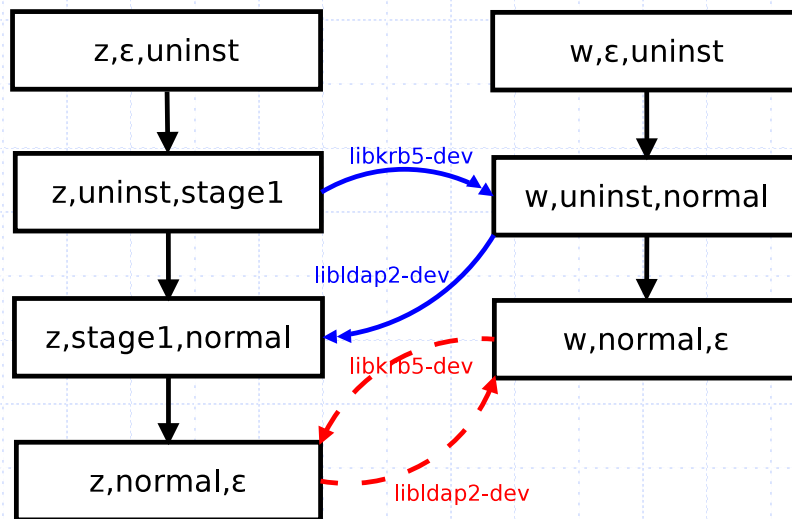 z,ε,uninst
w,ε,uninst
libkrb5-dev
z,uninst,stage1
w,uninst,normal
libldap2-dev
z,stage1,normal
w,normal,ε
libkrb5-dev
z,normal,ε
libldap2-dev